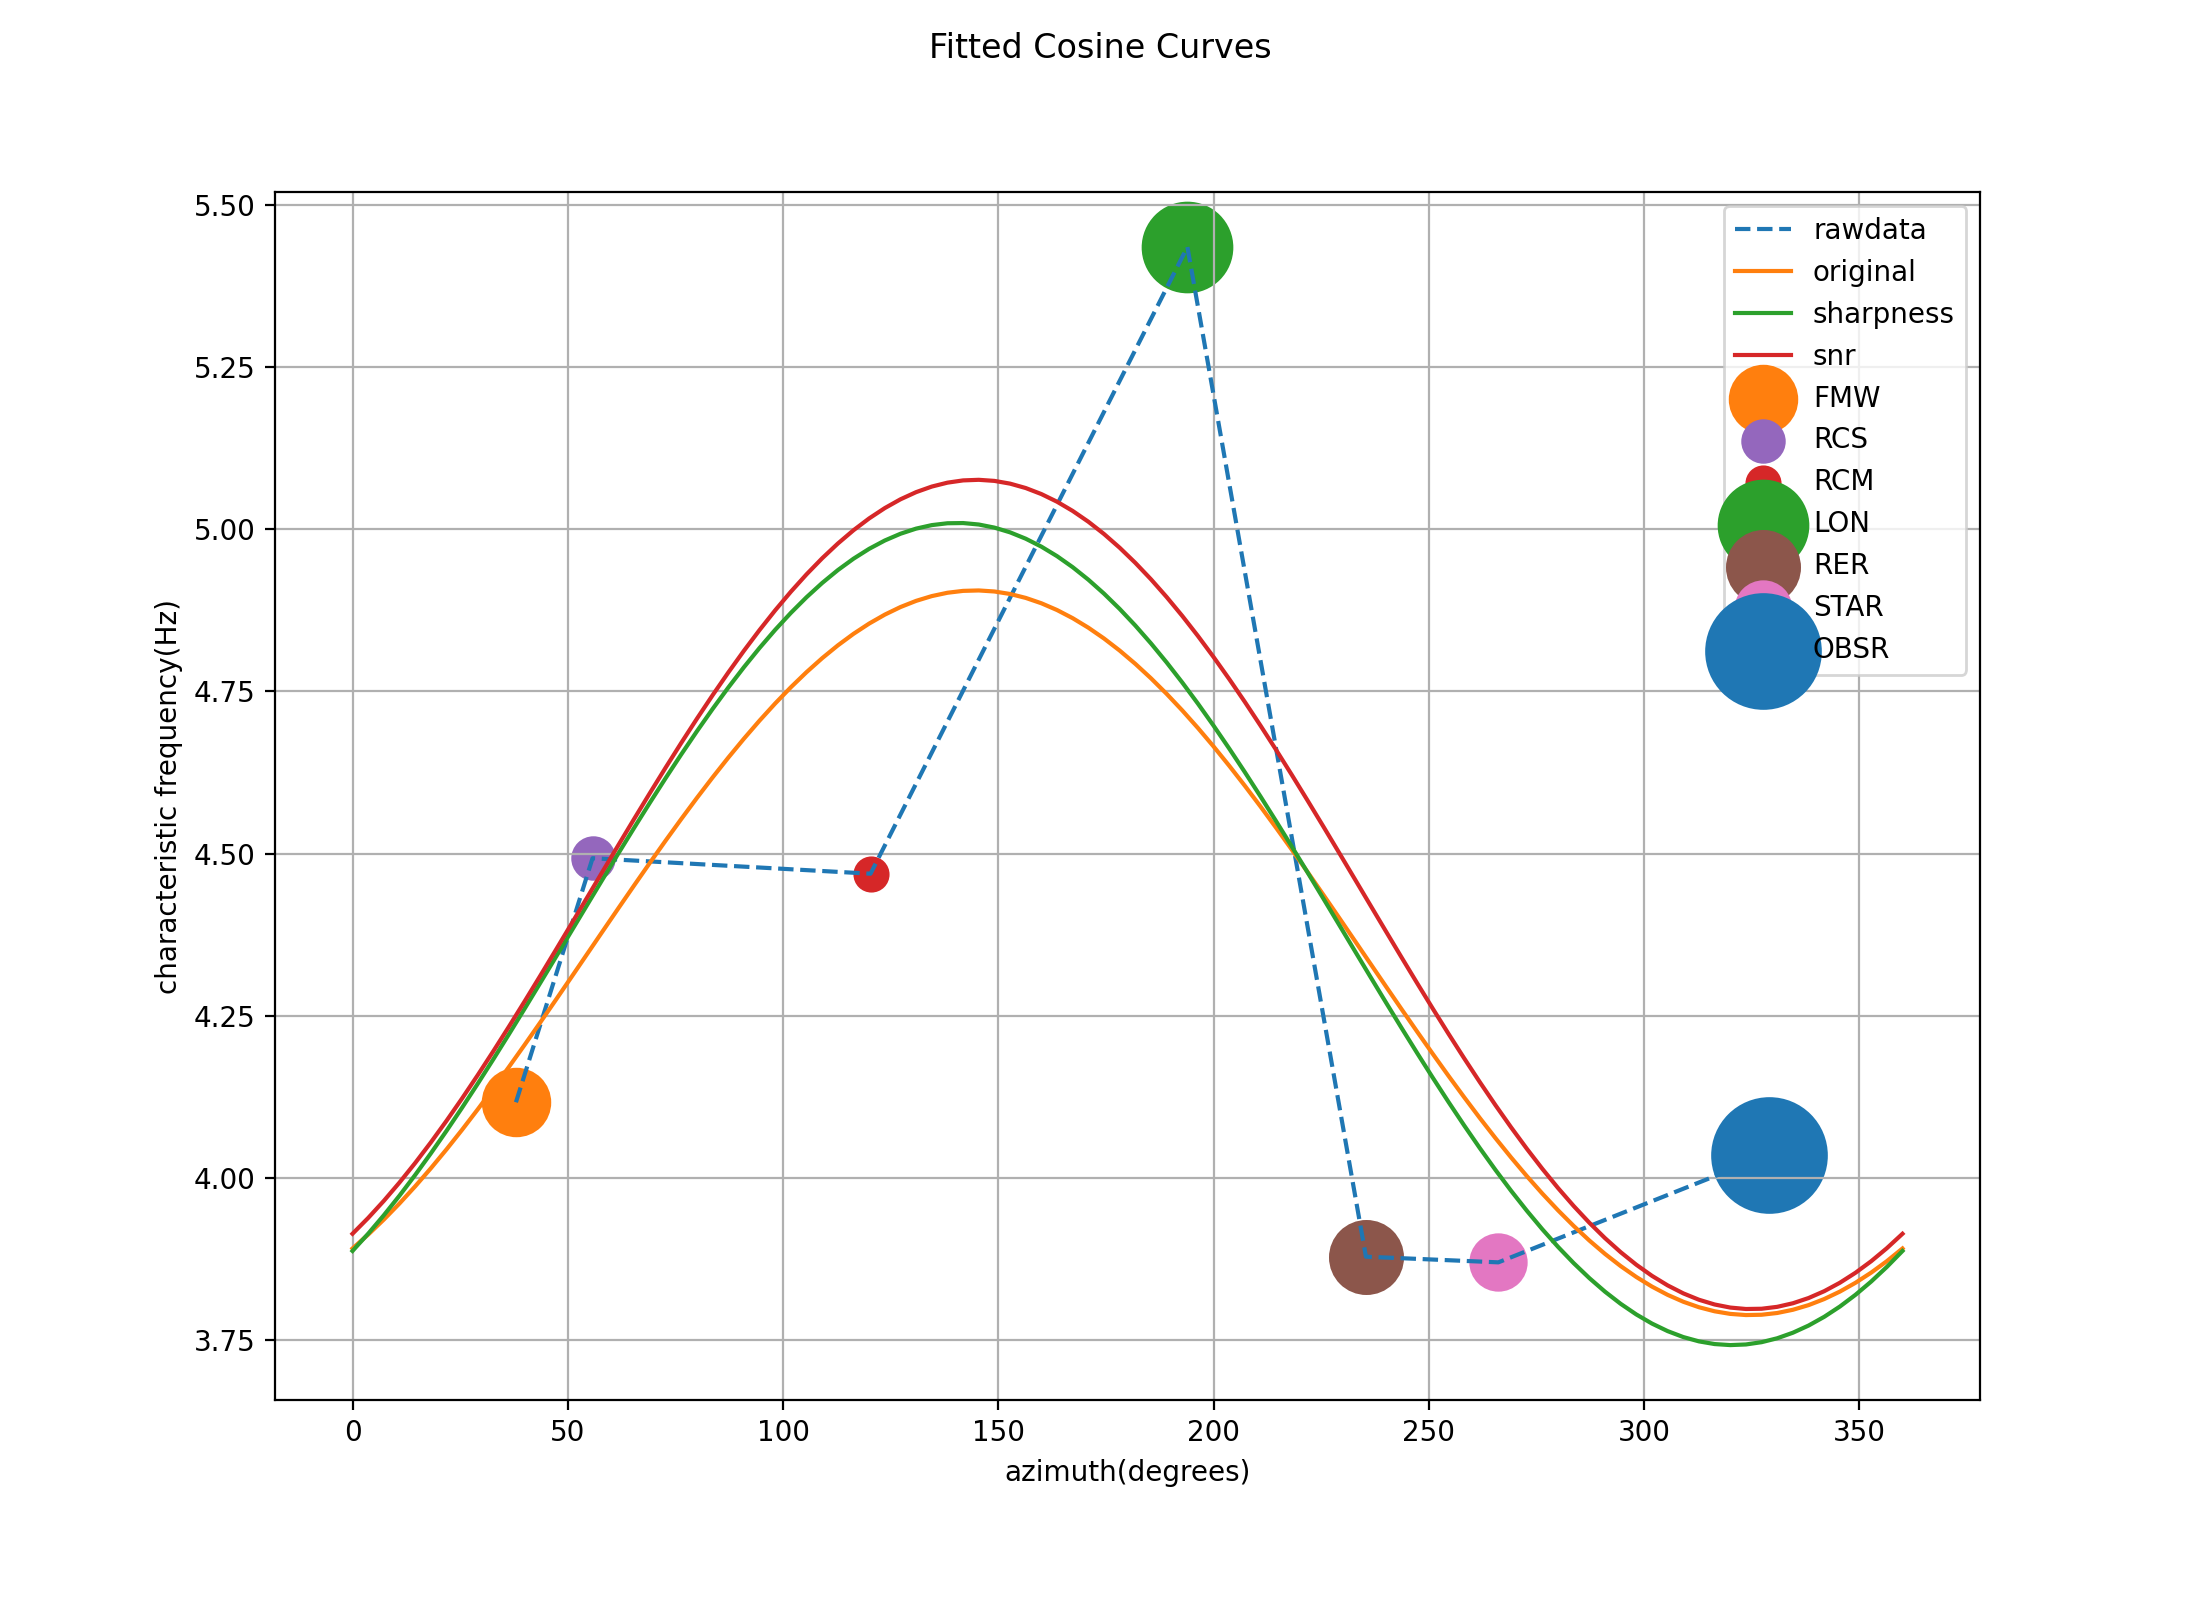 Fitted Cosine Curves
characteristic frequency(Hz)
5.50
5.25
5.00
4.75
4.50
4.25
4.00
3.75
rawdata
original
sharpness
snr
FMW
RCS
RCM
LON
RER
STAR
OBSR
0 50 100 150 200 250 300 350
azimuth(degrees)